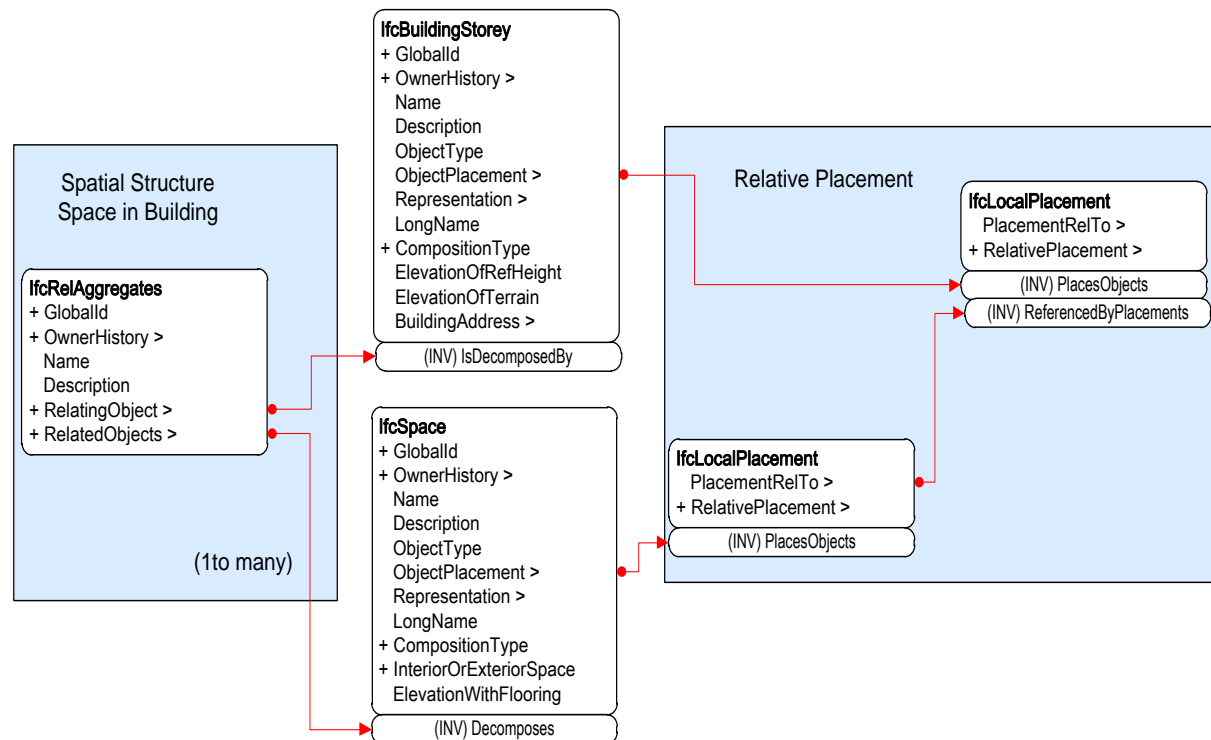 Spatial Structure
Space in Building
IfcRelAggregates
+ GlobalId
+ OwnerHistory >
Name
Description
+ RelatingObject >
+ RelatedObjects >
(1to many)
IfcBuildingStorey
+ GlobalId
+ OwnerHistory >
Name
Description
ObjectType
ObjectPlacement >
Representation >
LongName
+ CompositionType
ElevationOfRefHeight
ElevationOfTerrain
BuildingAddress >
(INV) IsDecomposedBy
IfcSpace
+ GlobalId
+ OwnerHistory >
Name
Description
ObjectType
ObjectPlacement >
Representation >
LongName
+ CompositionType
+ InteriorOrExteriorSpace
ElevationWithFlooring
(INV) Decomposes
Relative Placement
IfcLocalPlacement
PlacementRelTo >
+ RelativePlacement >
(INV) PlacesObjects
(INV) ReferencedByPlacements
IfcLocalPlacement
PlacementRelTo >
+ RelativePlacement >
(INV) PlacesObjects